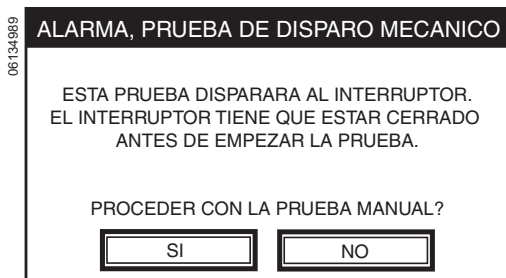 06134989
ALARMA, PRUEBA DE DISPARO MECANICO
ESTA PRUEBA DISPARARA AL INTERRUPTOR.
EL INTERRUPTOR TIENE QUE ESTAR CERRADO
ANTES DE EMPEZAR LA PRUEBA.
PROCEDER CON LA PRUEBA MANUAL?
SI
NO